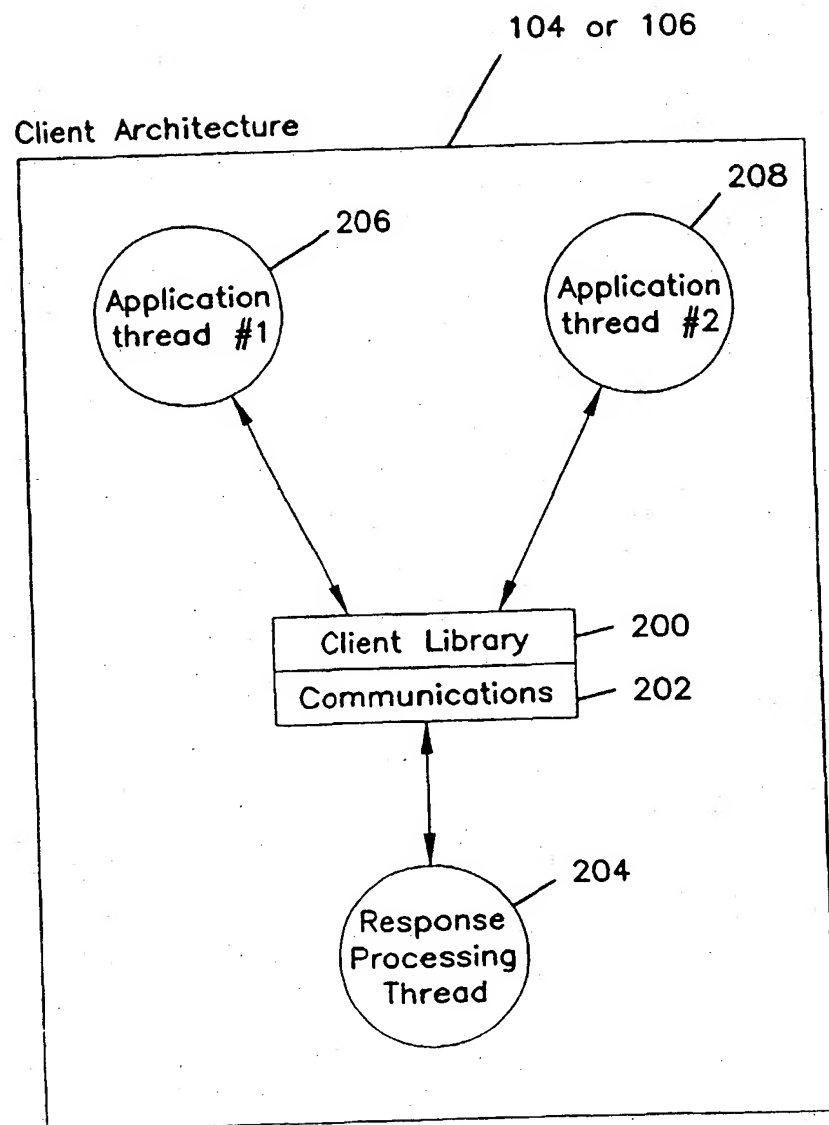 104 or 106
Client Architecture
208
206
Application
thread #1
Application
thread #2
Client Library
200
Communications
202
204
Response
Processing
Thread